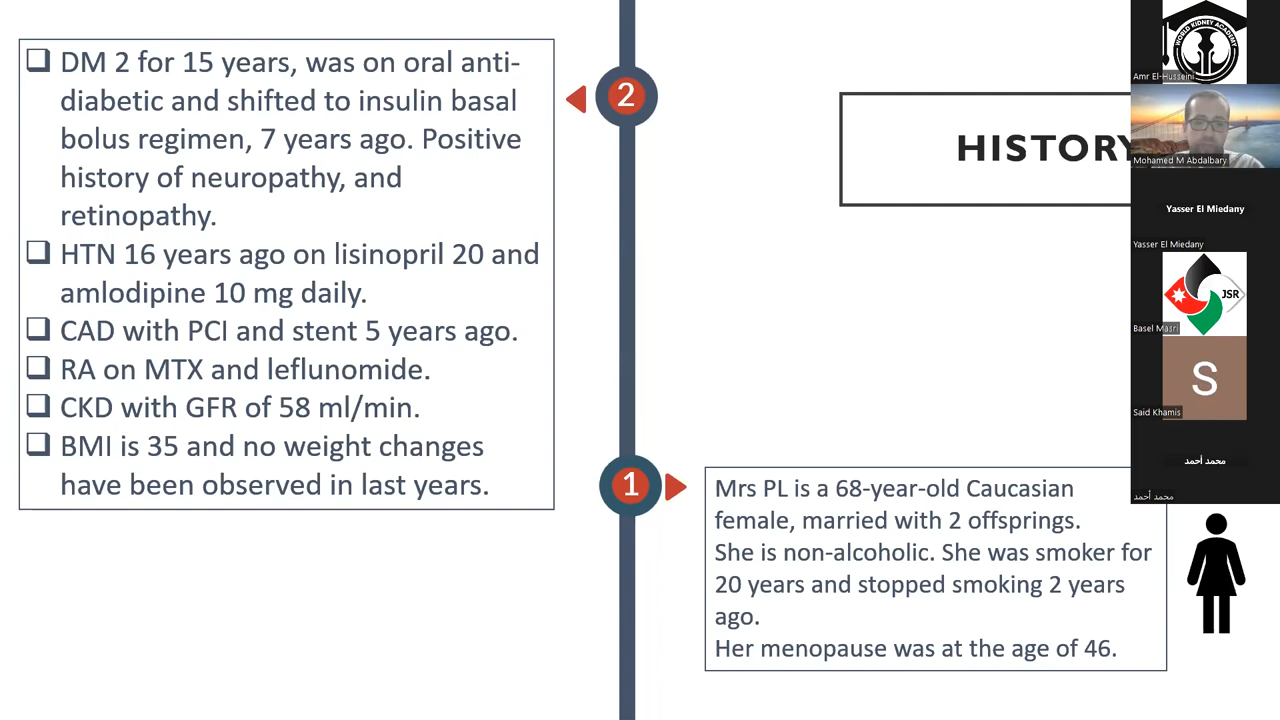 DM 2 for 15 years, was on oral anti-
diabetic and shifted to insulin basal
bolus regimen, 7 years ago. Positive
history of neuropathy, and
retinopathy.
HTN 16 years ago on lisinopril 20 and
amlodipine 10 mg daily.
CAD with PCI and stent 5 years ago.
RA on MTX and leflunomide.
CKD with GFR of 58 ml/min.
BMI is 35 and no weight changes
have been observed in last years.
2
HISTORY
1
Mrs PL is a 68-year-old Caucasian
female, married with 2 offsprings.
She is non-alcoholic. She was smoker for
20 years and stopped smoking 2 years
ago.
Her menopause was at the age of 46.
WORLD KIDNEY ACADEMY
Amr El-Husseini
Mohamed M Abdalbary
Yasser El Miedany
Yasser El Miedany
JSR
Basel Masri
S
Said Khamis
محمد أحمد
محمد أحمد